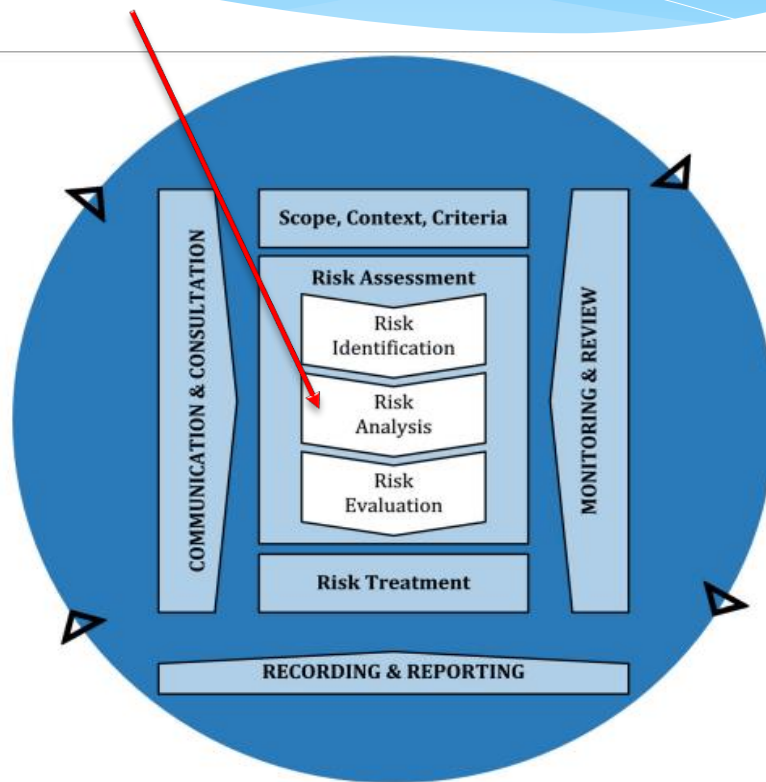 Scope, Context, Criteria
Risk Assessment
Risk
Identification
Risk
Analysis
Risk
Evaluation
Risk Treatment
COMMUNICATION & CONSULTATION
MONITORING & REVIEW
RECORDING & REPORTING